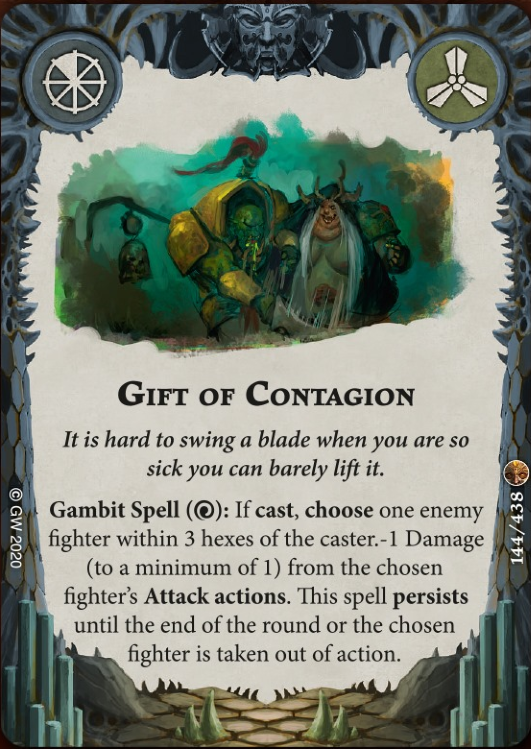 GIFT OF CONTAGION
It is hard to swing a blade when you are so
sick you can barely lift it.
Gambit Spell ( ): If cast, choose one enemy
fighter within 3 hexes of the caster.-1 Damage
(to a minimum of 1) from the chosen
fighter's Attack actions. This spell persists
until the end of the round or the chosen
fighter is taken out of action.
© GW 2020
144/438